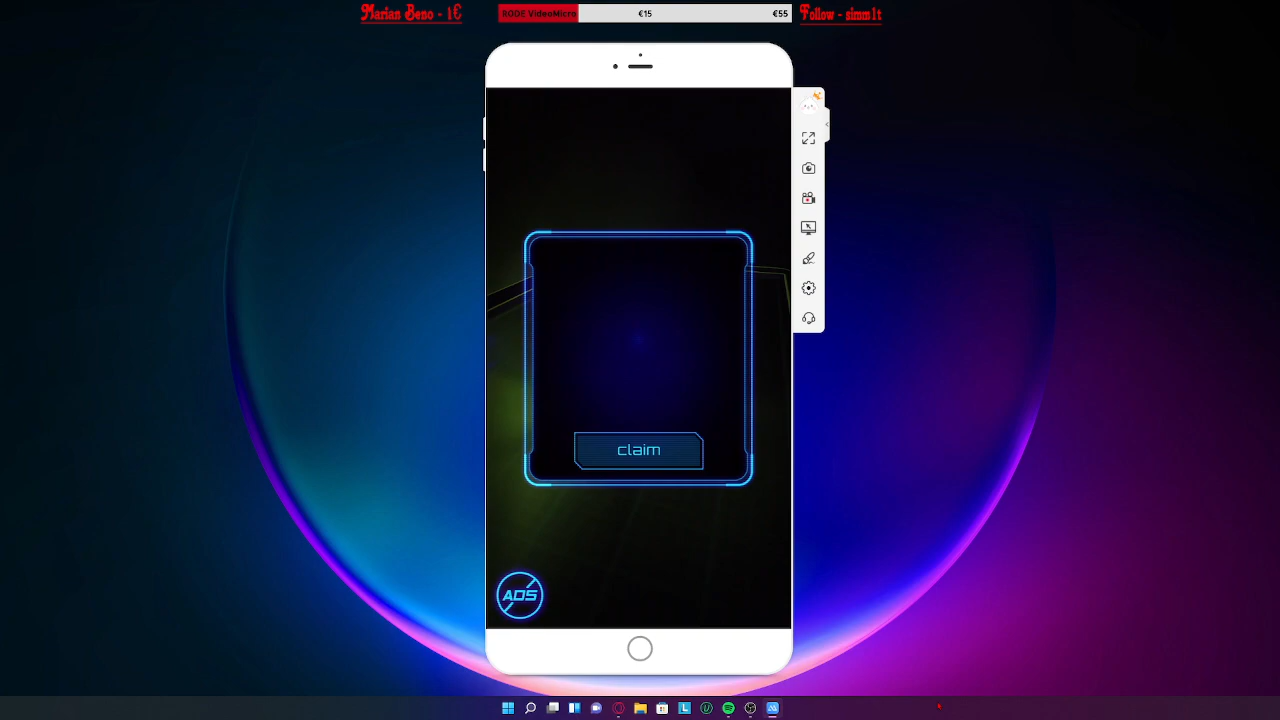 Marian Beno - 1€
RODE VideoMicro €15 €55
Follow - simm1t
claim
ADS